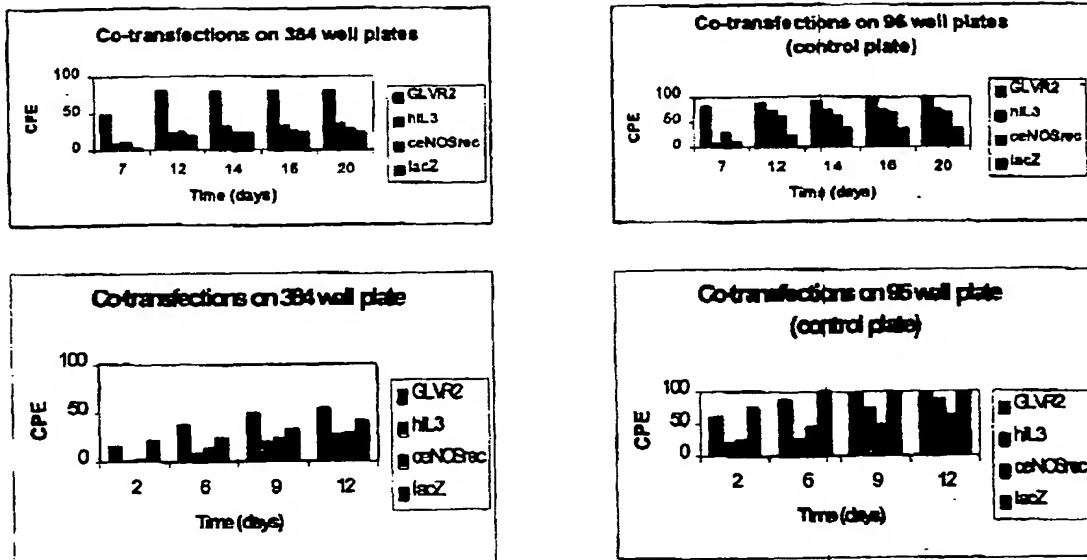 Co-transfections on 384 well plates
CPE
100
50
0
7 12 14 16 20
Time (days)
GLVR2
hIL3
ceNOSrec
lacZ
Co-transfections on 96 well plates
(control plate)
CPE
100
50
0
7 12 14 16 20
Time (days)
GLVR2
hIL3
ceNOSrec
lacZ
Co-transfections on 384 well plate
CPE
100
50
0
2 6 9 12
Time (days)
GLVR2
hIL3
ceNOSrec
lacZ
Co-transfections on 96 well plate
(control plate)
CPE
100
50
0
2 6 9 12
Time (days)
GLVR2
hIL3
ceNOSrec
lacZ